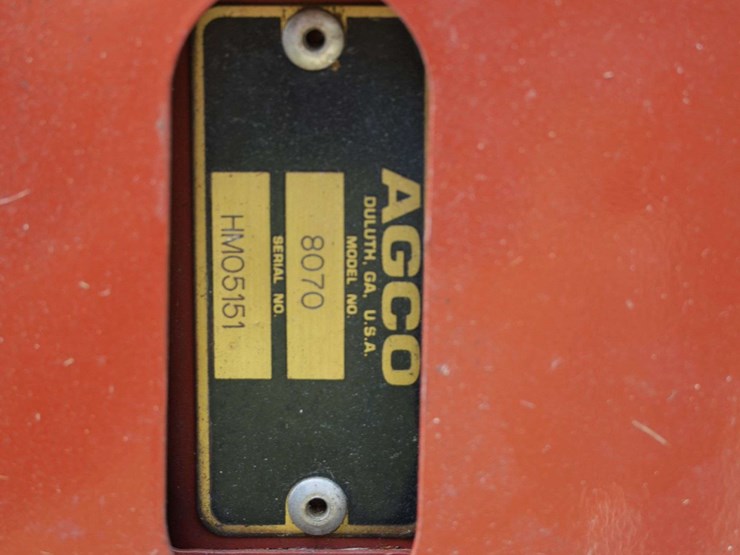 AGCO
DULUTH, GA, U.S.A.
MODEL NO.
8070
SERIAL NO.
HM05151